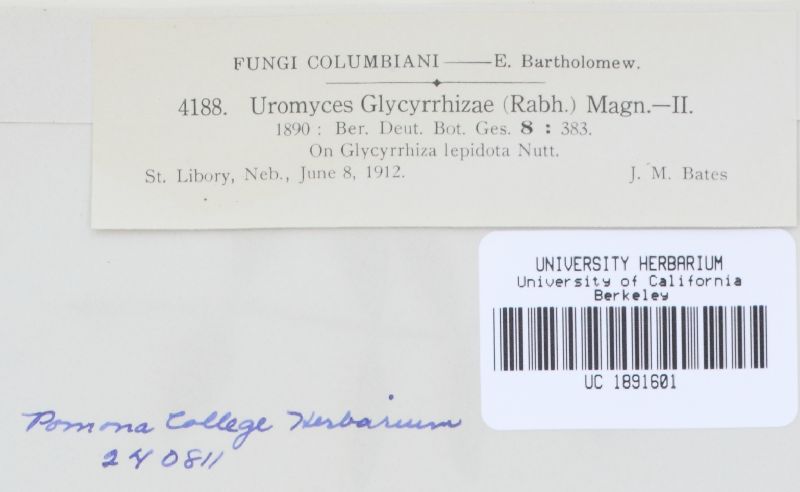 FUNGI COLUMBIANI——E. Bartholomew.
4188. Uromyces Glycyrrhizae (Rabh.) Magn.—II.
1890 : Ber. Deut. Bot. Ges. 8 : 383.
On Glycyrrhiza lepidota Nutt.
St. Libory, Neb., June 8, 1912. J. M. Bates
UNIVERSITY HERBARIUM
University of California
Berkeley
UC 1891601
Pomona College Herbarium
240811